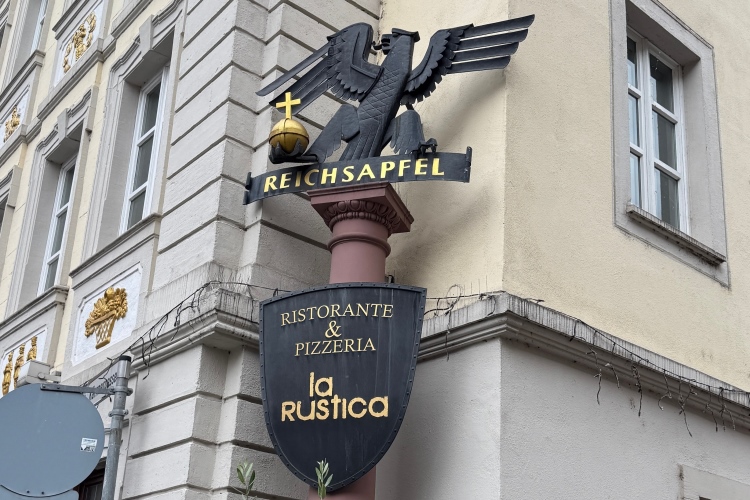 REICHSAPFEL
RISTORANTE
&
PIZZERIA
la
RUSTICA